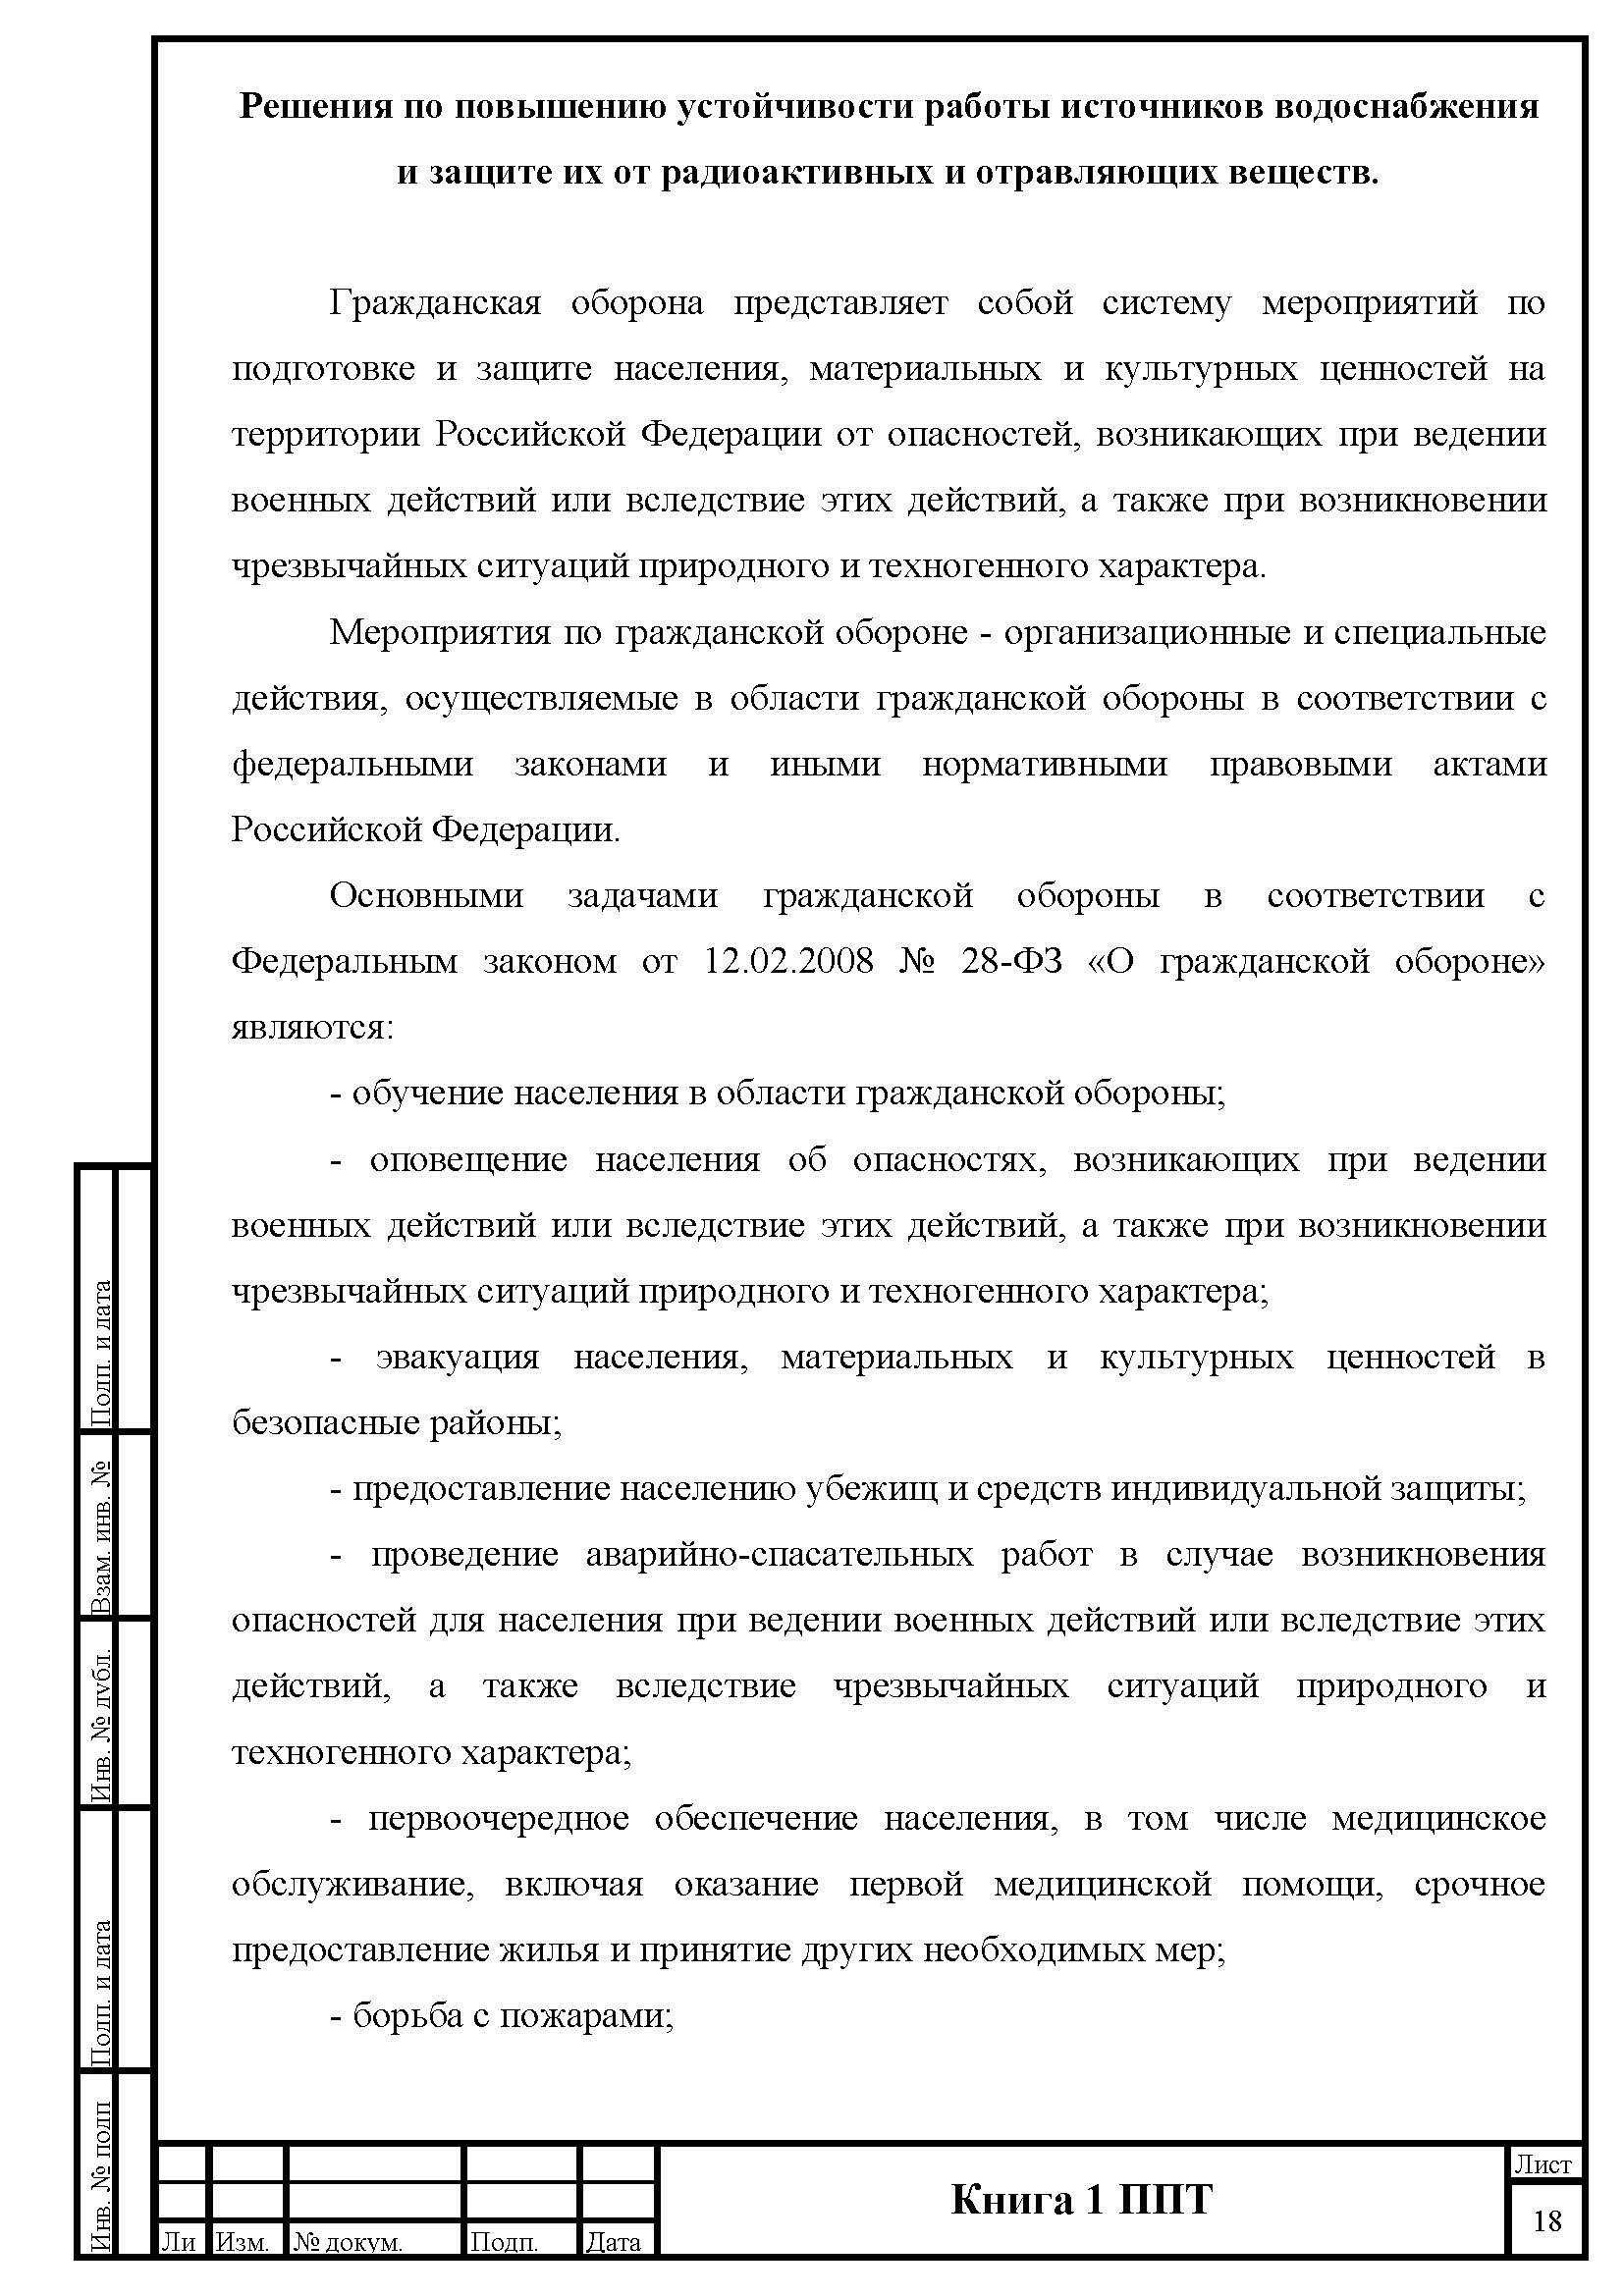 Решения по повышению устойчивости работы источников водоснабжения
и защите их от радиоактивных и отравляющих веществ.
Гражданская оборона представляет собой систему мероприятий по
подготовке и защите населения, материальных и культурных ценностей на
территории Российской Федерации от опасностей, возникающих при ведении
военных действий или вследствие этих действий, а также при возникновении
чрезвычайных ситуаций природного и техногенного характера.
Мероприятия по гражданской обороне - организационные и специальные
действия, осуществляемые в области гражданской обороны в соответствии с
федеральными законами и иными нормативными правовыми актами
Российской Федерации.
Основными задачами гражданской обороны в соответствии с
Федеральным законом от 12.02.2008 № 28-ФЗ «О гражданской обороне»
являются:
- обучение населения в области гражданской обороны;
- оповещение населения об опасностях, возникающих при ведении
военных действий или вследствие этих действий, а также при возникновении
чрезвычайных ситуаций природного и техногенного характера;
- эвакуация населения, материальных и культурных ценностей в
безопасные районы;
- предоставление населению убежищ и средств индивидуальной защиты;
- проведение аварийно-спасательных работ в случае возникновения
опасностей для населения при ведении военных действий или вследствие этих
действий, а также вследствие чрезвычайных ситуаций природного и
техногенного характера;
- первоочередное обеспечение населения, в том числе медицинское
обслуживание, включая оказание первой медицинской помощи, срочное
предоставление жилья и принятие других необходимых мер;
- борьба с пожарами;
Подп. и дата
Взам. инв. №
Инв. № дубл.
Подп. и дата
Инв. № подп
Ли Изм. № докум. Подп. Дата
Книга 1 ППТ
Лист
18